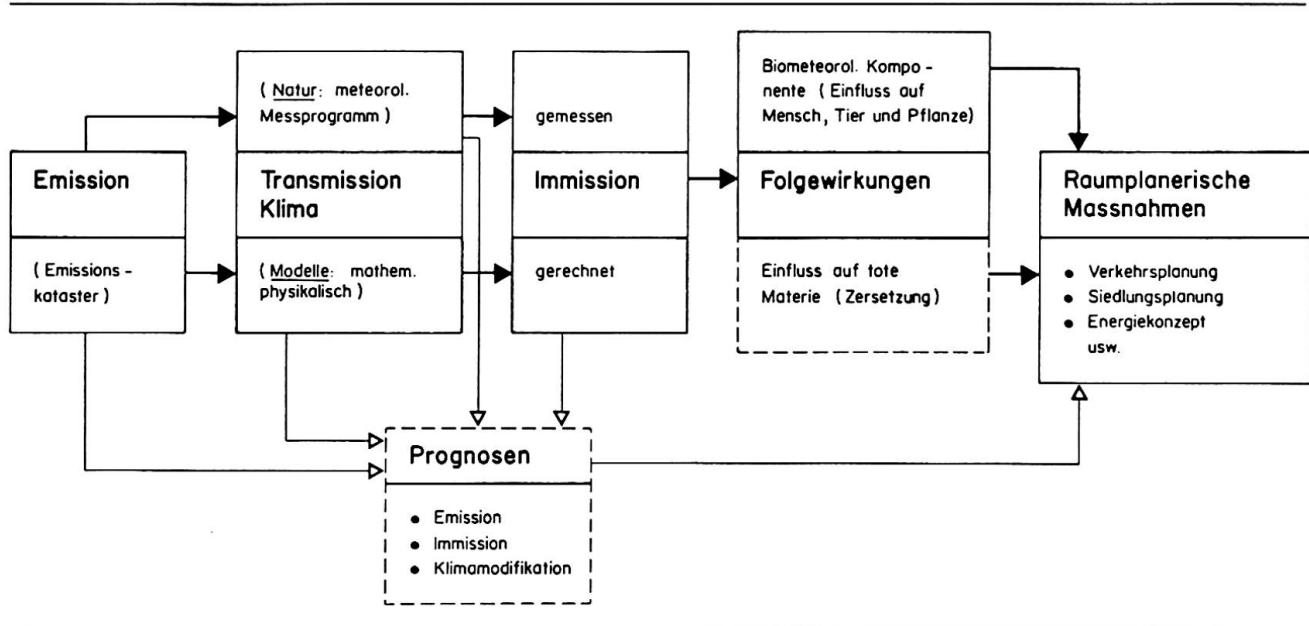 Emission
( Emissions -
kataster )
( Natur: meteorol.
Messprogramm )
Transmission
Klima
( Modelle: mathem.
physikalisch )
gemessen
Immission
gerechnet
Biometeorol. Kompo -
nente ( Einfluss auf
Mensch, Tier und Pflanze)
Folgewirkungen
Einfluss auf tote
Materie ( Zersetzung )
Raumplanerische
Massnahmen
• Verkehrsplanung
• Siedlungsplanung
• Energiekonzept
usw.
Prognosen
• Emission
• Immission
• Klimamodifikation